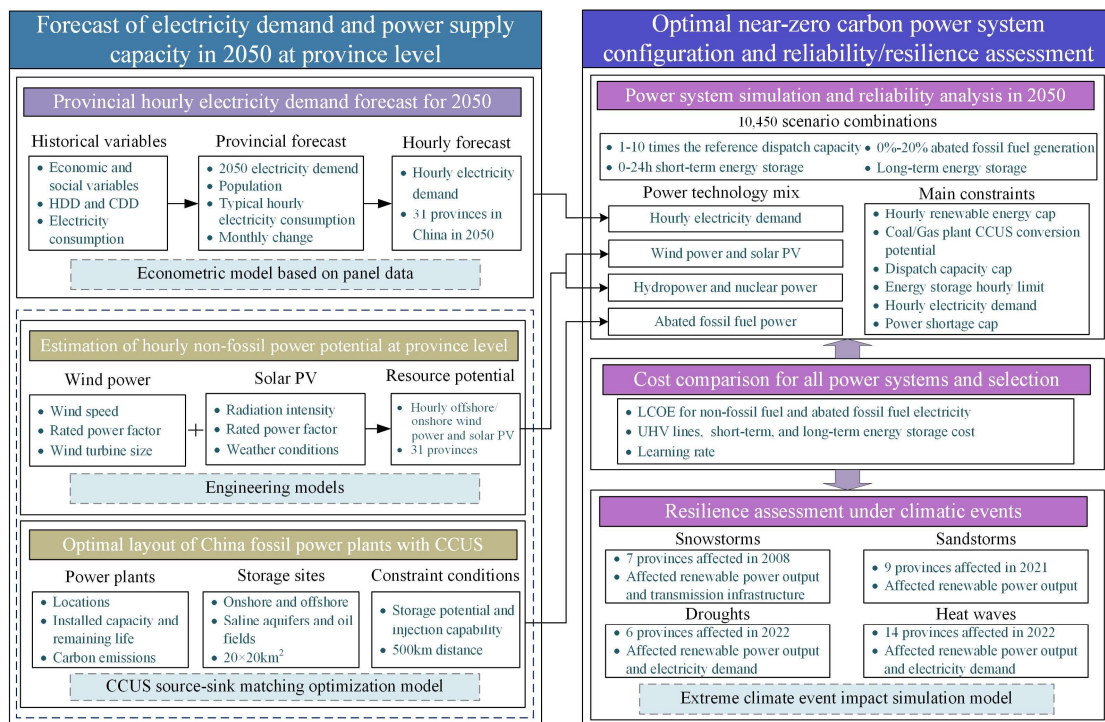 Forecast of electricity demand and power supply
capacity in 2050 at province level
Provincial hourly electricity demand forecast for 2050
Historical variables
• Economic and
social variables
• HDD and CDD
• Electricity
consumption
Provincial forecast
• 2050 electricity demand
• Population
• Typical hourly
electricity consumption
• Monthly change
Hourly forecast
• Hourly electricity
demand
• 31 provinces in
China in 2050
Econometric model based on panel data
Estimation of hourly non-fossil power potential at province level
Wind power
• Wind speed
• Rated power factor
• Wind turbine size
+
Solar PV
• Radiation intensity
• Rated power factor
• Weather conditions
Resource potential
• Hourly offshore/
onshore wind
power and solar PV
• 31 provinces
Engineering models
Optimal layout of China fossil power plants with CCUS
Power plants
• Locations
• Installed capacity and
remaining life
• Carbon emissions
Storage sites
• Onshore and offshore
• Saline aquifers and oil
fields
• 20×20km²
Constraint conditions
• Storage potential and
injection capability
• 500km distance
CCUS source-sink matching optimization model
Optimal near-zero carbon power system
configuration and reliability/resilience assessment
Power system simulation and reliability analysis in 2050
10,450 scenario combinations
• 1-10 times the reference dispatch capacity
• 0%-20% abated fossil fuel generation
• 0-24h short-term energy storage
• Long-term energy storage
Power technology mix
Hourly electricity demand
Wind power and solar PV
Hydropower and nuclear power
Abated fossil fuel power
Main constraints
• Hourly renewable energy cap
• Coal/Gas plant CCUS conversion
potential
• Dispatch capacity cap
• Energy storage hourly limit
• Hourly electricity demand
• Power shortage cap
Cost comparison for all power systems and selection
• LCOE for non-fossil fuel and abated fossil fuel electricity
• UHV lines, short-term, and long-term energy storage cost
• Learning rate
Resilience assessment under climatic events
Snowstorms
• 7 provinces affected in 2008
• Affected renewable power output
and transmission infrastructure
Sandstorms
• 9 provinces affected in 2021
• Affected renewable power output
Droughts
• 6 provinces affected in 2022
• Affected renewable power output
and electricity demand
Heat waves
• 14 provinces affected in 2022
• Affected renewable power output
and electricity demand
Extreme climate event impact simulation model